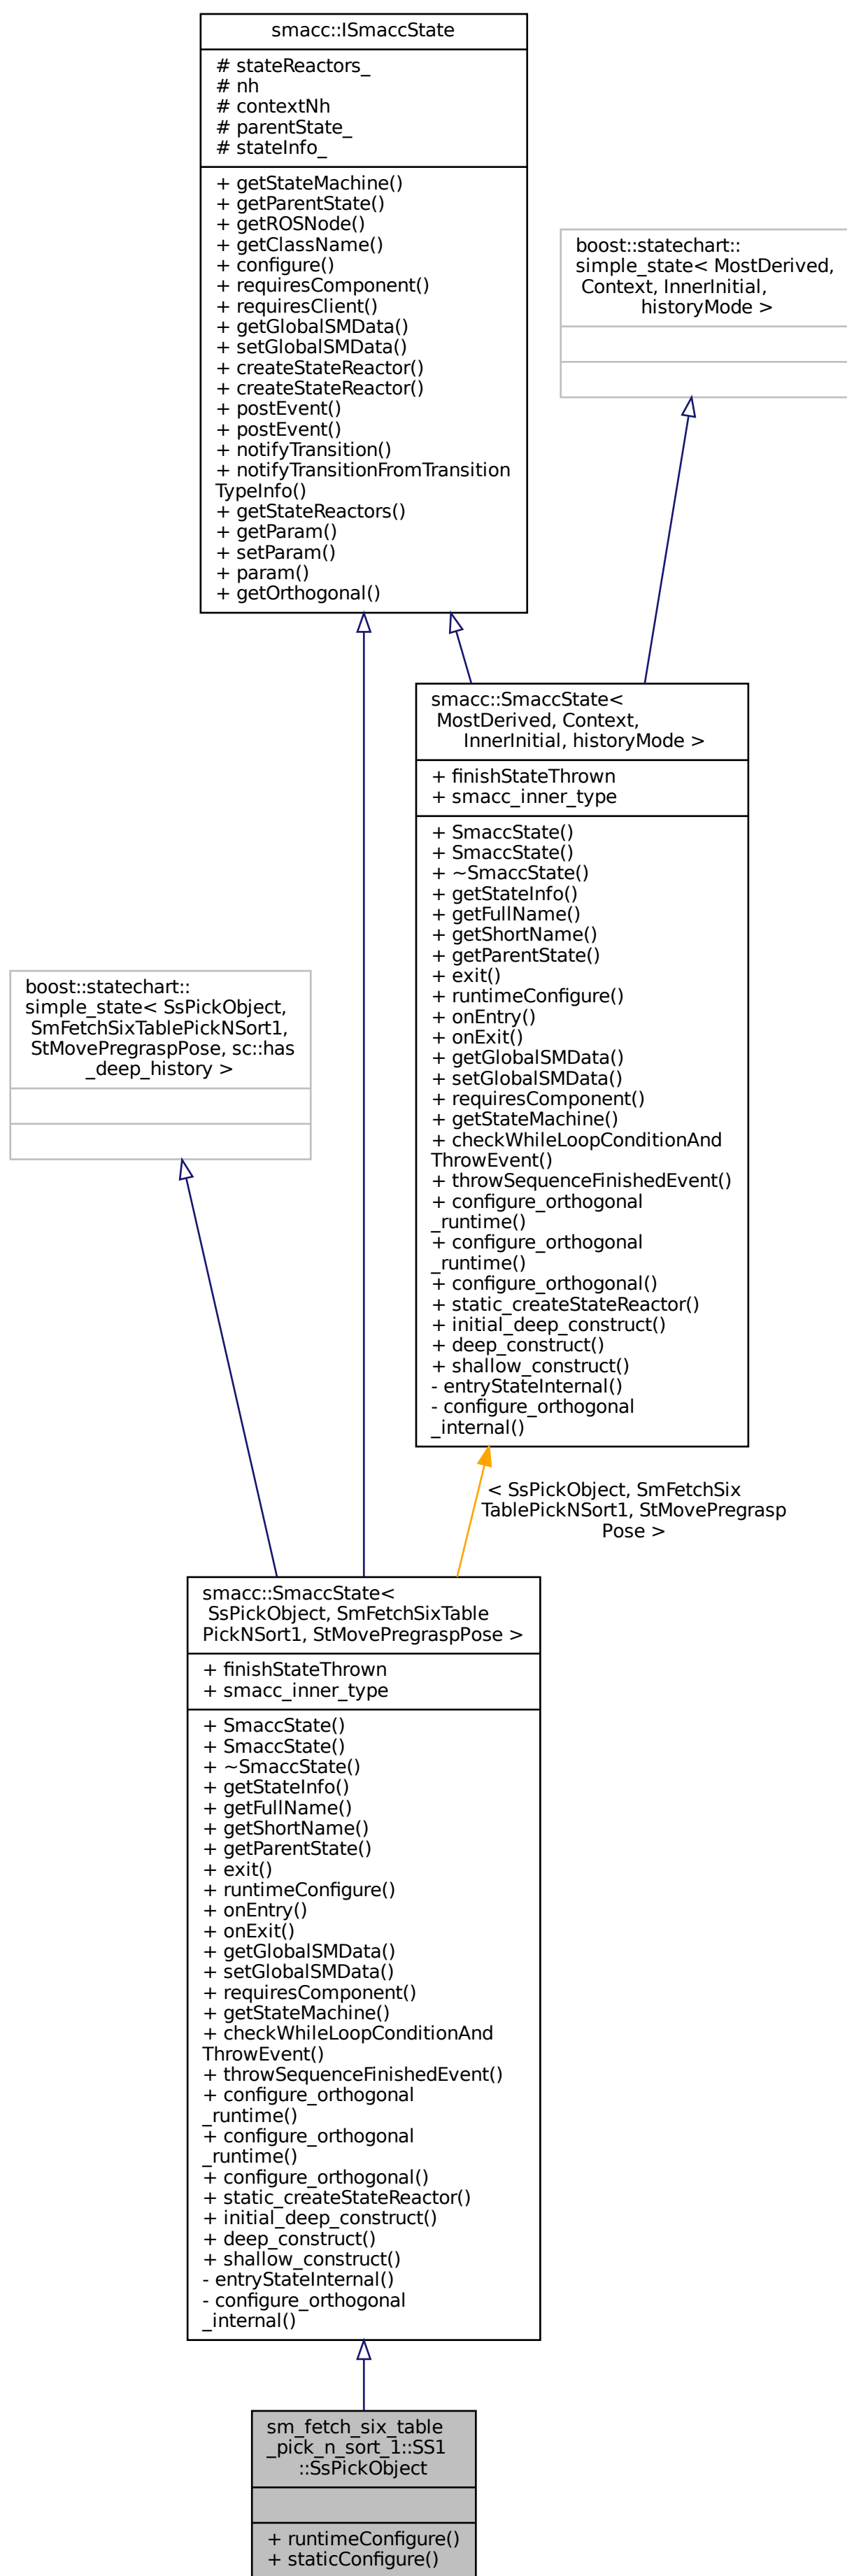 smacc::ISmaccState
# stateReactors_
# nh
# contextNh
# parentState_
# stateInfo_
+ getStateMachine()
+ getParentState()
+ getROSNode()
+ getClassName()
+ configure()
+ requiresComponent()
+ requiresClient()
+ getGlobalSMData()
+ setGlobalSMData()
+ createStateReactor()
+ createStateReactor()
+ postEvent()
+ postEvent()
+ notifyTransition()
+ notifyTransitionFromTransition
TypeInfo()
+ getStateReactors()
+ getParam()
+ setParam()
+ param()
+ getOrthogonal()
boost::statechart::
simple_state< MostDerived,
Context, InnerInitial,
historyMode >
smacc::SmaccState<
MostDerived, Context,
InnerInitial, historyMode >
+ finishStateThrown
+ smacc_inner_type
+ SmaccState()
+ SmaccState()
+ ~SmaccState()
+ getStateInfo()
+ getFullName()
+ getShortName()
+ getParentState()
+ exit()
+ runtimeConfigure()
+ onEntry()
+ onExit()
+ getGlobalSMData()
+ setGlobalSMData()
+ requiresComponent()
+ getStateMachine()
+ checkWhileLoopConditionAnd
ThrowEvent()
+ throwSequenceFinishedEvent()
+ configure_orthogonal
_runtime()
+ configure_orthogonal
_runtime()
+ configure_orthogonal()
+ static_createStateReactor()
+ initial_deep_construct()
+ deep_construct()
+ shallow_construct()
- entryStateInternal()
- configure_orthogonal
_internal()
boost::statechart::
simple_state< SsPickObject,
SmFetchSixTablePickNSort1,
StMovePregraspPose, sc::has
_deep_history >
< SsPickObject, SmFetchSix
TablePickNSort1, StMovePregrasp
Pose >
smacc::SmaccState<
SsPickObject, SmFetchSixTable
PickNSort1, StMovePregraspPose >
+ finishStateThrown
+ smacc_inner_type
+ SmaccState()
+ SmaccState()
+ ~SmaccState()
+ getStateInfo()
+ getFullName()
+ getShortName()
+ getParentState()
+ exit()
+ runtimeConfigure()
+ onEntry()
+ onExit()
+ getGlobalSMData()
+ setGlobalSMData()
+ requiresComponent()
+ getStateMachine()
+ checkWhileLoopConditionAnd
ThrowEvent()
+ throwSequenceFinishedEvent()
+ configure_orthogonal
_runtime()
+ configure_orthogonal
_runtime()
+ configure_orthogonal()
+ static_createStateReactor()
+ initial_deep_construct()
+ deep_construct()
+ shallow_construct()
- entryStateInternal()
- configure_orthogonal
_internal()
sm_fetch_six_table
_pick_n_sort_1::SS1
::SsPickObject
+ runtimeConfigure()
+ staticConfigure()